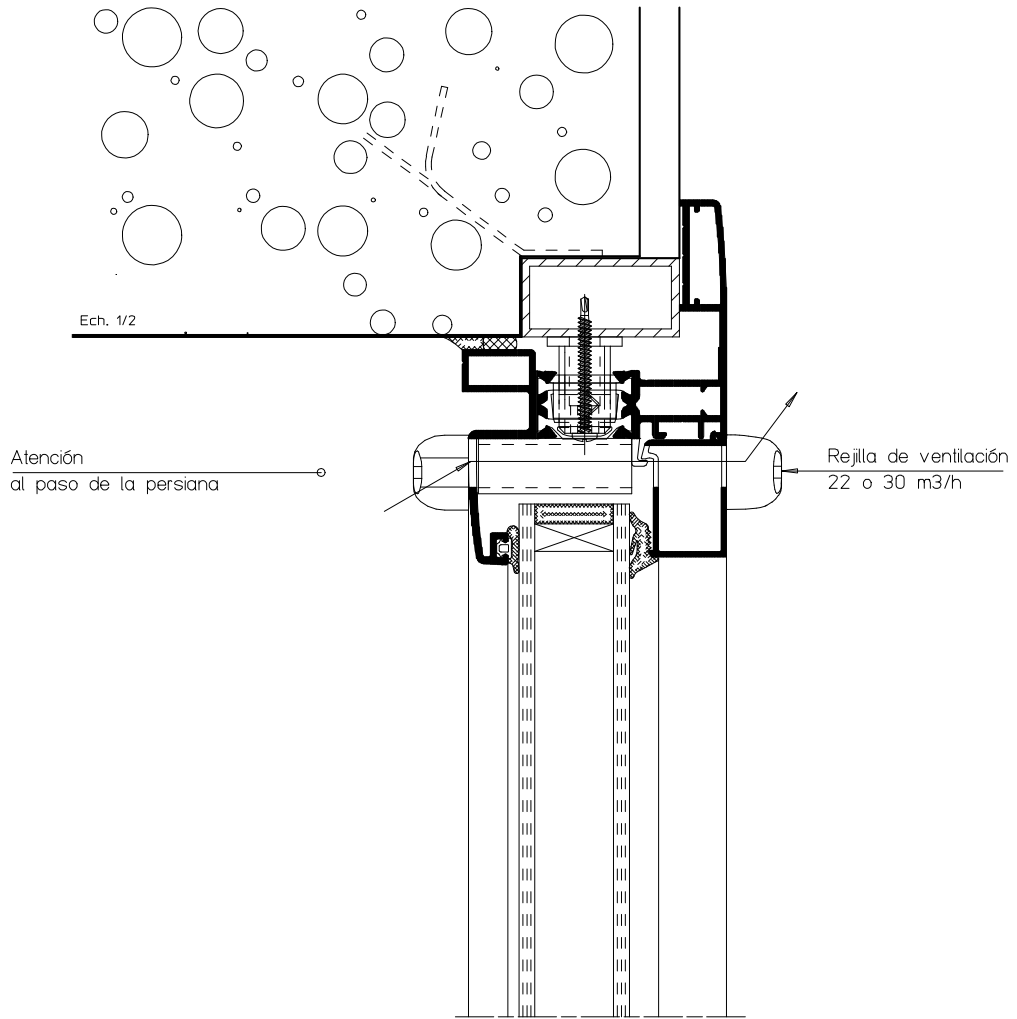 Ech. 1/2
Atención
al paso de la persiana
Rejilla de ventilación
22 o 30 m3/h